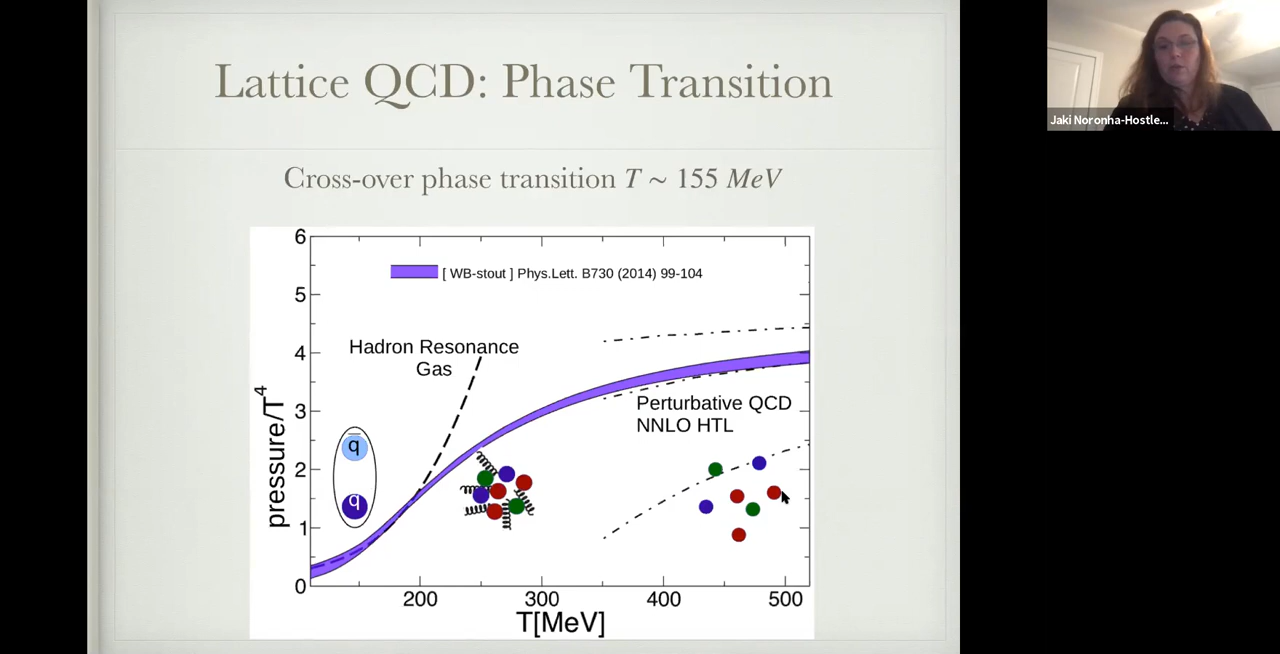 Lattice QCD: Phase Transition
Jaki Noronha-Hostle...
Cross-over phase transition T ~ 155 MeV
6
[ WB-stout ] Phys.Lett. B730 (2014) 99-104
5
Hadron Resonance
Gas
4
Perturbative QCD
NNLO HTL
3
pressure/T⁴
q̅
2
q
1
0
200
300
400
500
T[MeV]